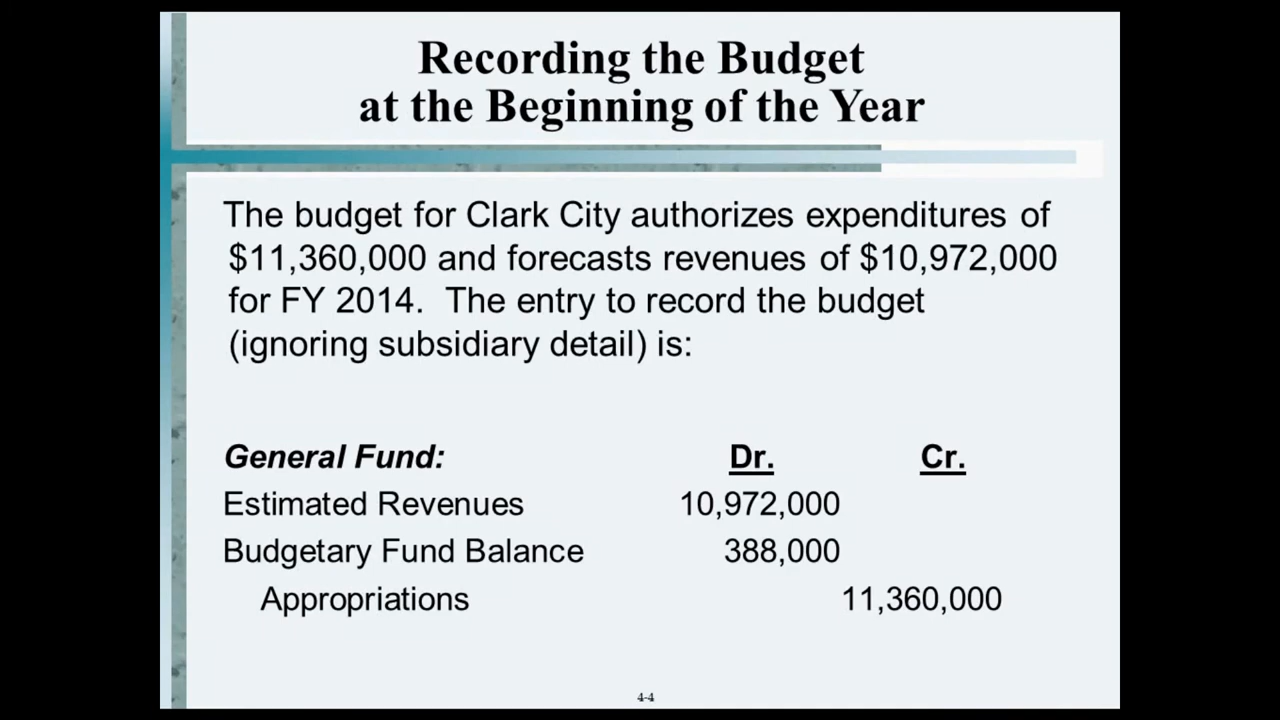 Recording the Budget
at the Beginning of the Year
The budget for Clark City authorizes expenditures of
$11,360,000 and forecasts revenues of $10,972,000
for FY 2014. The entry to record the budget
(ignoring subsidiary detail) is:
General Fund: Dr. Cr.
Estimated Revenues 10,972,000
Budgetary Fund Balance 388,000
Appropriations 11,360,000
4-4